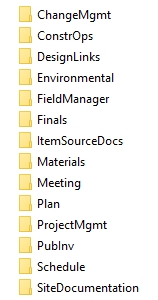 ChangeMgmt
ConstrOps
DesignLinks
Environmental
FieldManager
Finals
ItemSourceDocs
Materials
Meeting
Plan
ProjectMgmt
PubInv
Schedule
SiteDocumentation